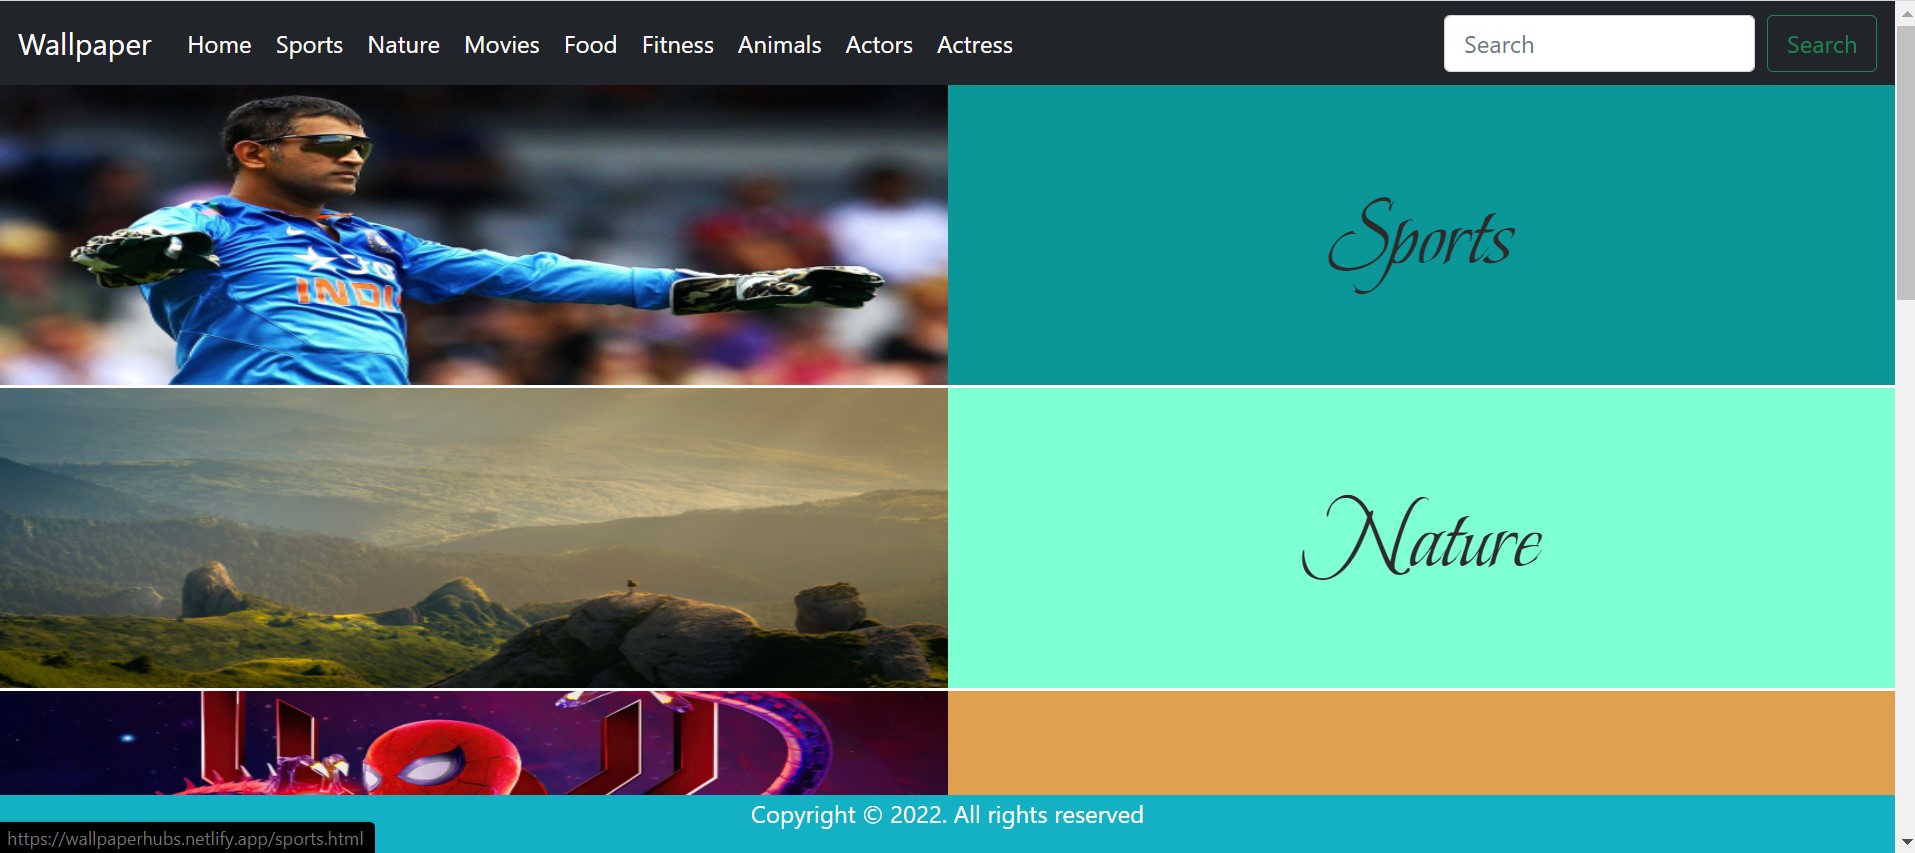 Wallpaper Home Sports Nature Movies Food Fitness Animals Actors Actress Search Search
INDI
Sports
Nature
Copyright © 2022. All rights reserved
https://wallpaperhubs.netlify.app/sports.html